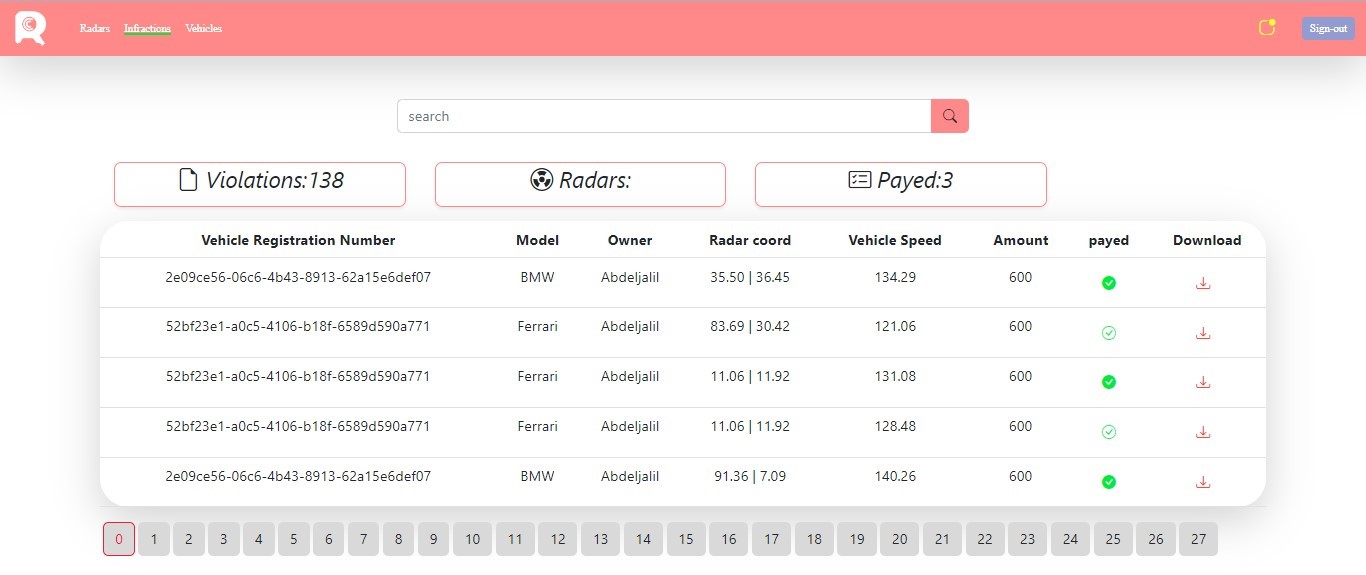 Radars Infractions Vehicles Sign-out
search
Violations:138 Radars: Payed:3
Vehicle Registration Number Model Owner Radar coord Vehicle Speed Amount payed Download
2e09ce56-06c6-4b43-8913-62a15e6def07 BMW Abdeljalil 35.50 | 36.45 134.29 600
52bf23e1-a0c5-4106-b18f-6589d590a771 Ferrari Abdeljalil 83.69 | 30.42 121.06 600
52bf23e1-a0c5-4106-b18f-6589d590a771 Ferrari Abdeljalil 11.06 | 11.92 131.08 600
52bf23e1-a0c5-4106-b18f-6589d590a771 Ferrari Abdeljalil 11.06 | 11.92 128.48 600
2e09ce56-06c6-4b43-8913-62a15e6def07 BMW Abdeljalil 91.36 | 7.09 140.26 600
0 1 2 3 4 5 6 7 8 9 10 11 12 13 14 15 16 17 18 19 20 21 22 23 24 25 26 27